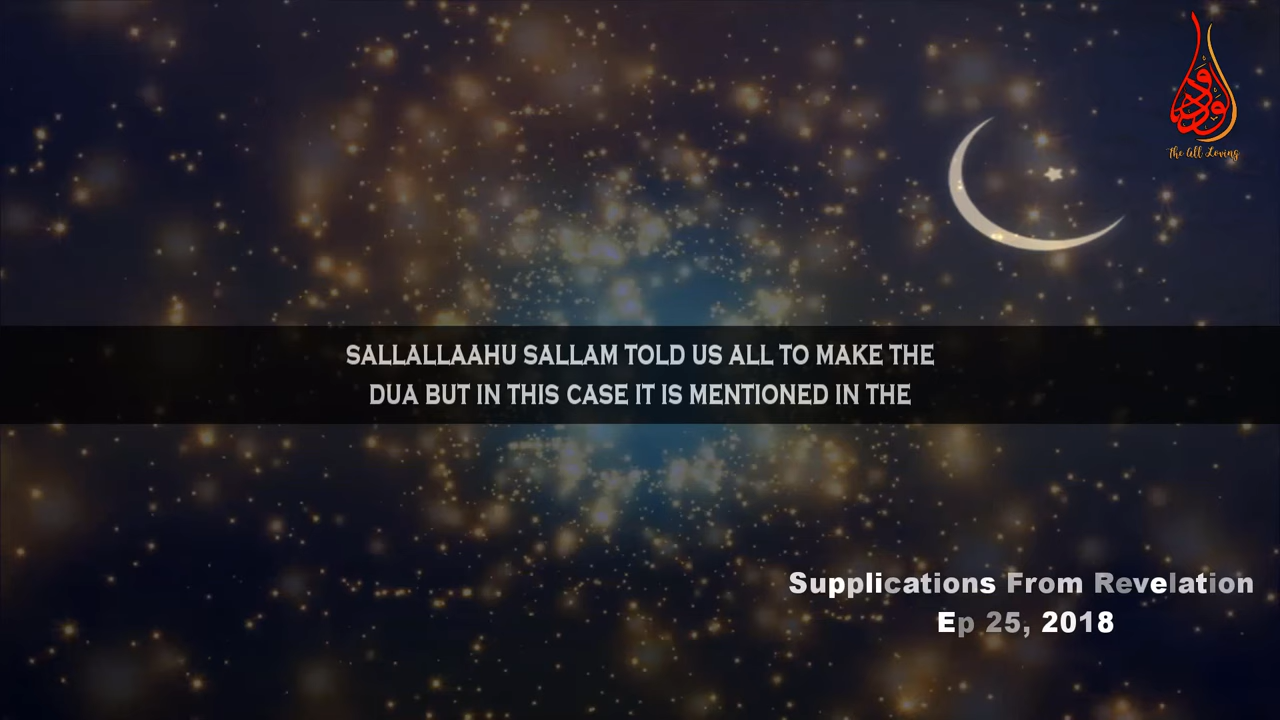 The All Loving
SALLALLAAHU SALLAM TOLD US ALL TO MAKE THE
DUA BUT IN THIS CASE IT IS MENTIONED IN THE
Supplications From Revelation
Ep 25, 2018